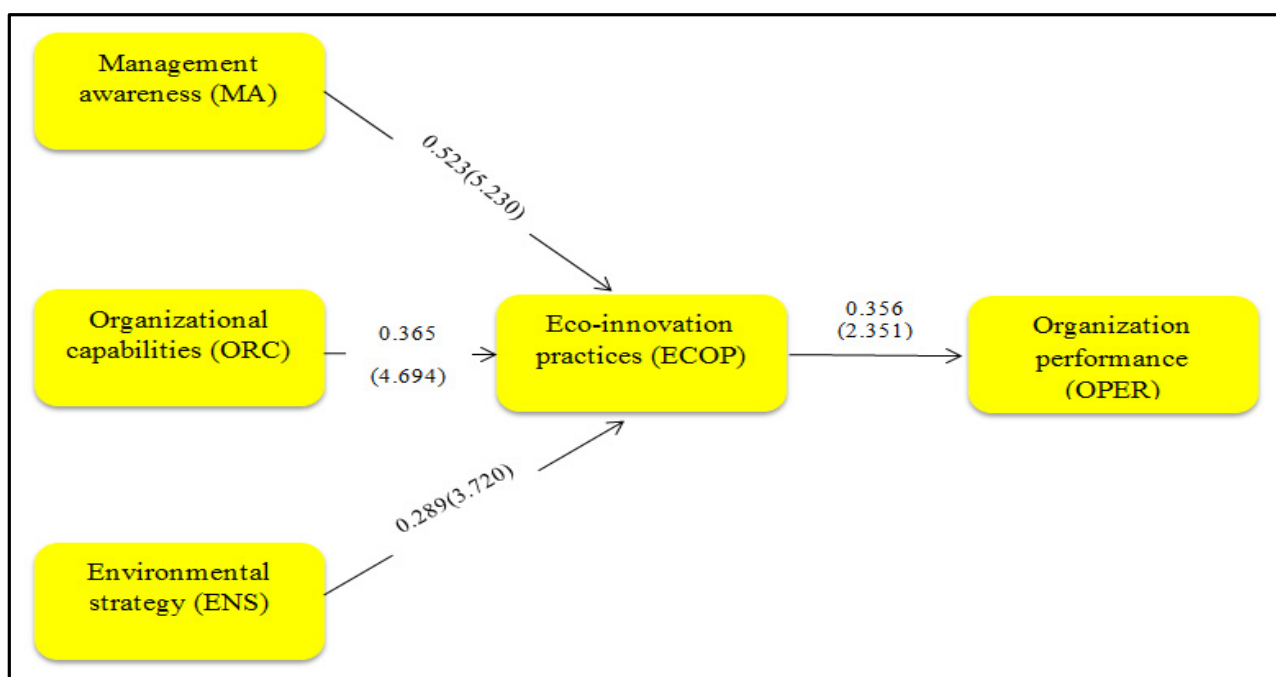 Management
awareness (MA)
0.523(5.230)
Organizational
capabilities (ORC)
0.365
(4.694)
Eco-innovation
practices (ECOP)
0.356
(2.351)
Organization
performance
(OPER)
0.289(3.720)
Environmental
strategy (ENS)